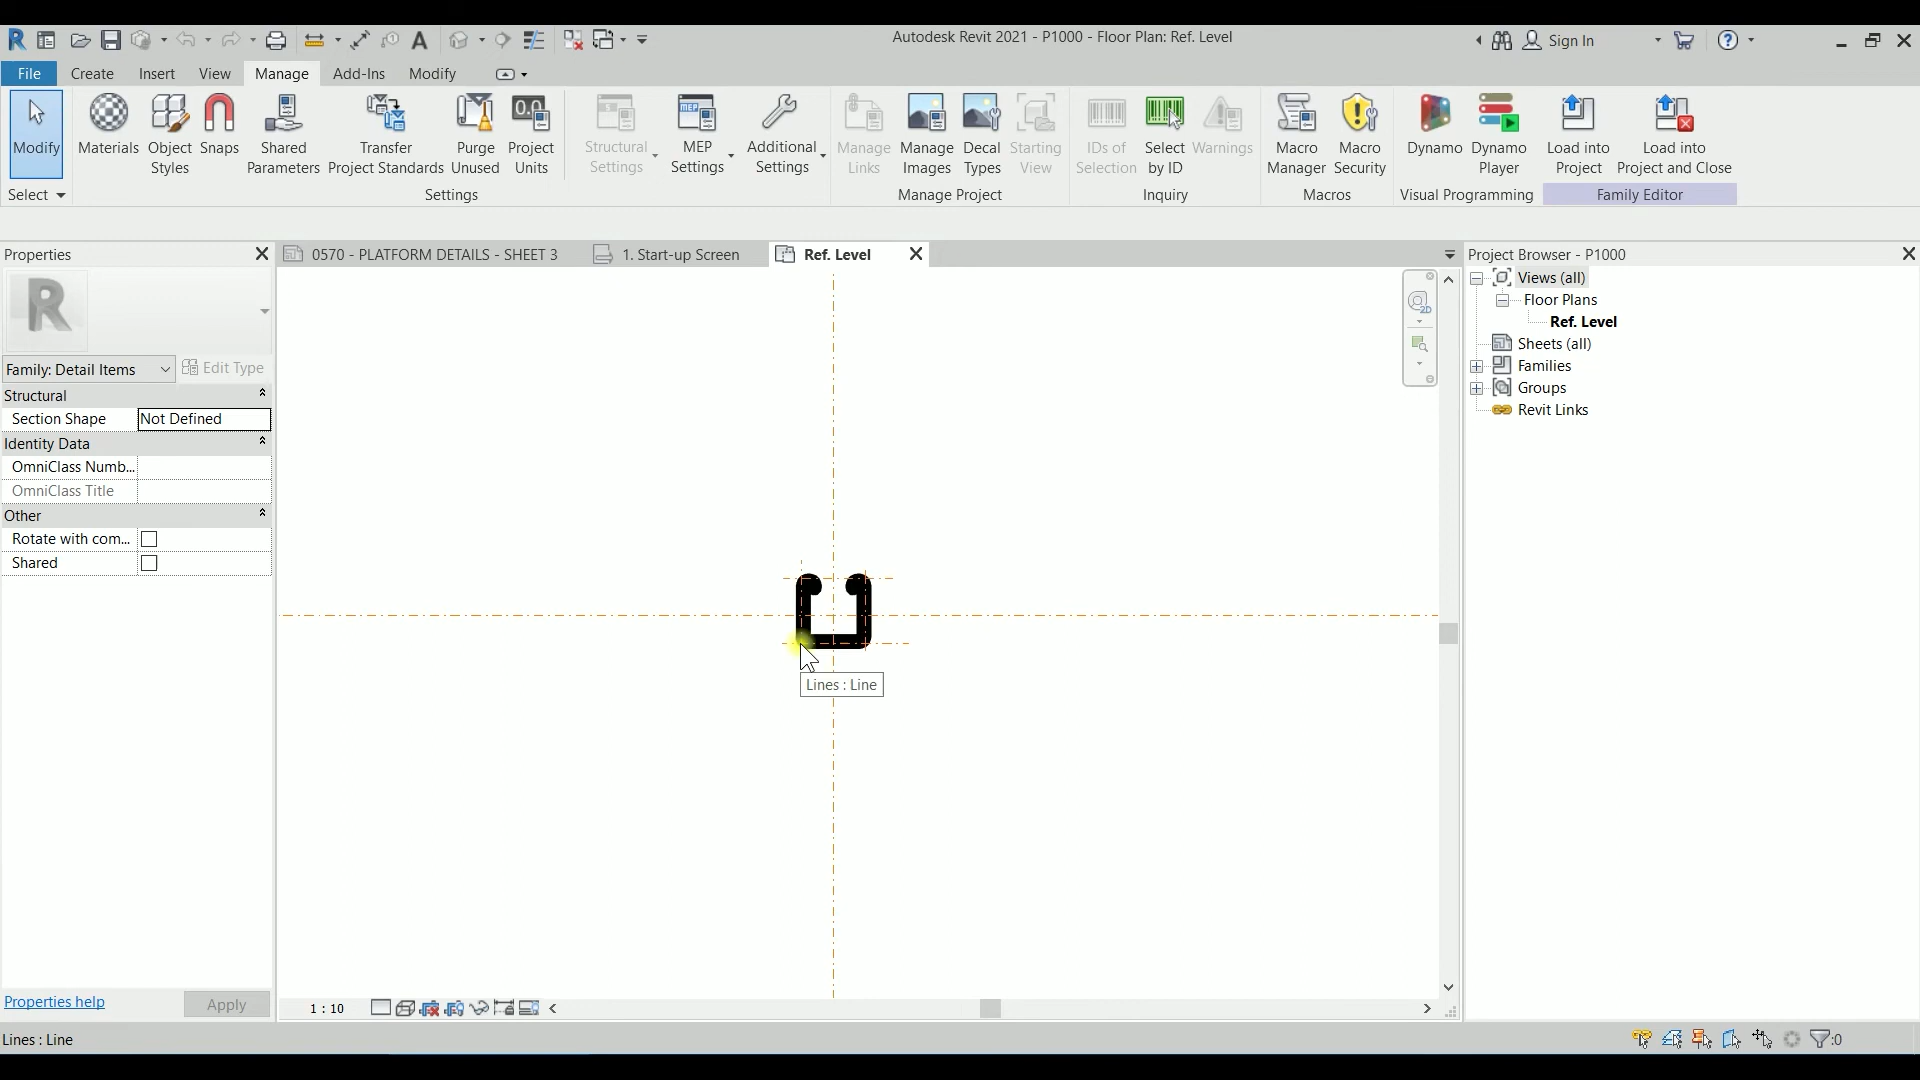 Autodesk Revit 2021 - P1000 - Floor Plan: Ref. Level
Sign In
File Create Insert View Manage Add-Ins Modify
Modify
Materials
Object Styles
Snaps
Shared Parameters
Transfer Project Standards
Purge Unused
Project Units
Structural Settings
MEP Settings
Additional Settings
Manage Links
Manage Images
Decal Types
Starting View
IDs of Selection
Select by ID
Warnings
Macro Manager
Macro Security
Dynamo
Dynamo Player
Load into Project
Load into Project and Close
Select Settings Manage Project Inquiry Macros Visual Programming Family Editor
Properties
0570 - PLATFORM DETAILS - SHEET 3
1. Start-up Screen
Ref. Level
Project Browser - P1000
R
Family: Detail Items
Edit Type
Structural
Section Shape Not Defined
Identity Data
OmniClass Numb...
OmniClass Title
Other
Rotate with com...
Shared
Properties help
Apply
2D
Lines : Line
1 : 10
Views (all)
Floor Plans
Ref. Level
Sheets (all)
Families
Groups
Revit Links
Lines : Line
:0